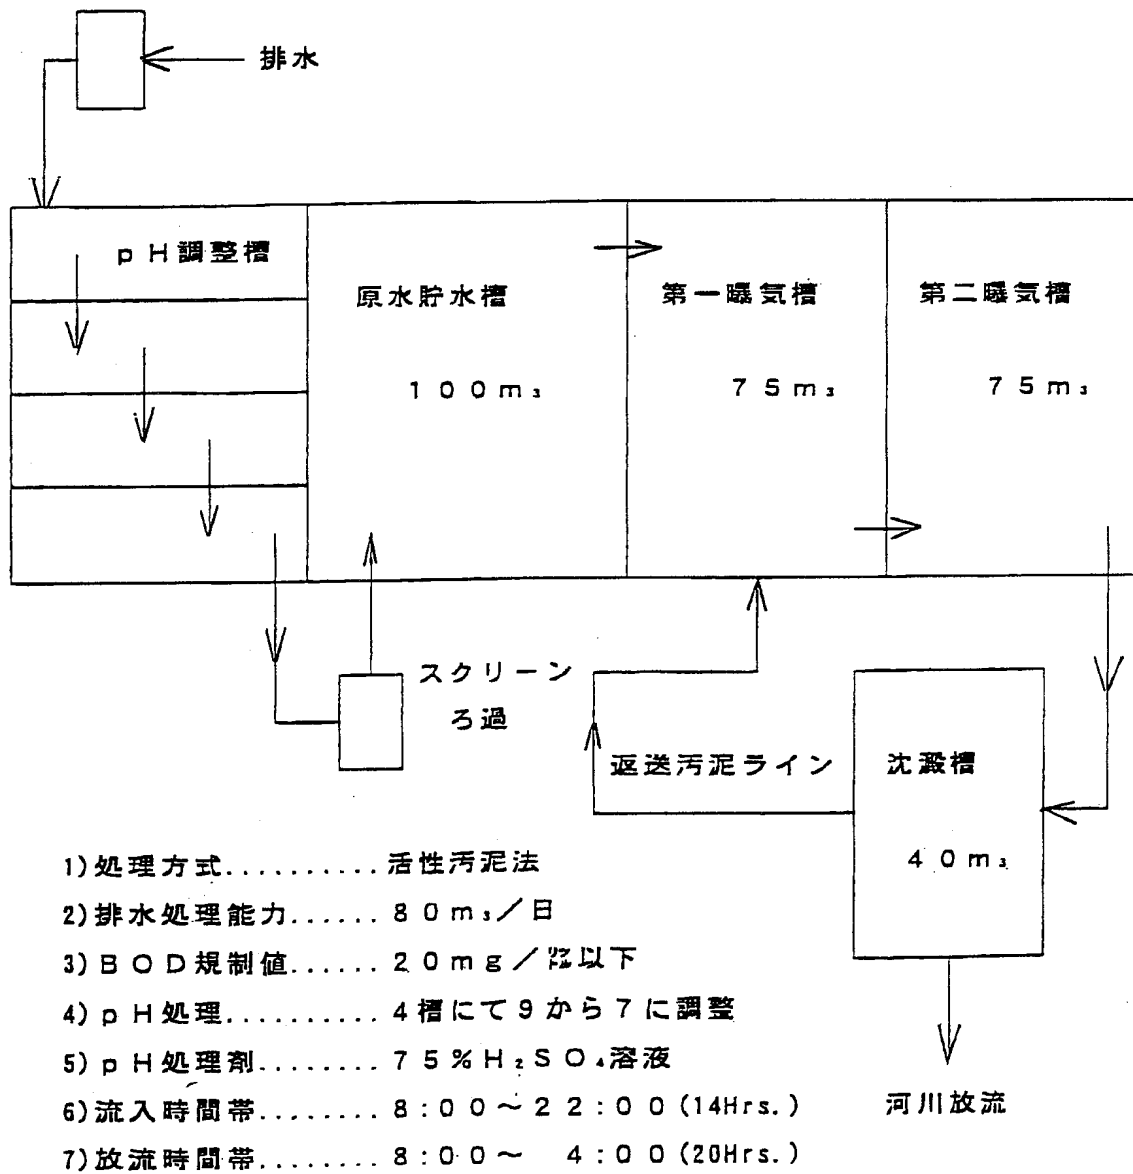 排水
pH調整槽
原水貯水槽
第一曝気槽
第二曝気槽
100m₃
75m₃
75m₃
スクリーン
ろ過
返送汚泥ライン
沈澱槽
40m₃
1)処理方式..........活性汚泥法
2)排水処理能力......80m₃/日
3)BOD規制値......20mg/㍑以下
4)pH処理..........4槽にて9から7に調整
5)pH処理剤........75%H₂SO₄溶液
6)流入時間帯........8:00~22:00(14Hrs.)
河川放流
7)放流時間帯........8:00~ 4:00(20Hrs.)